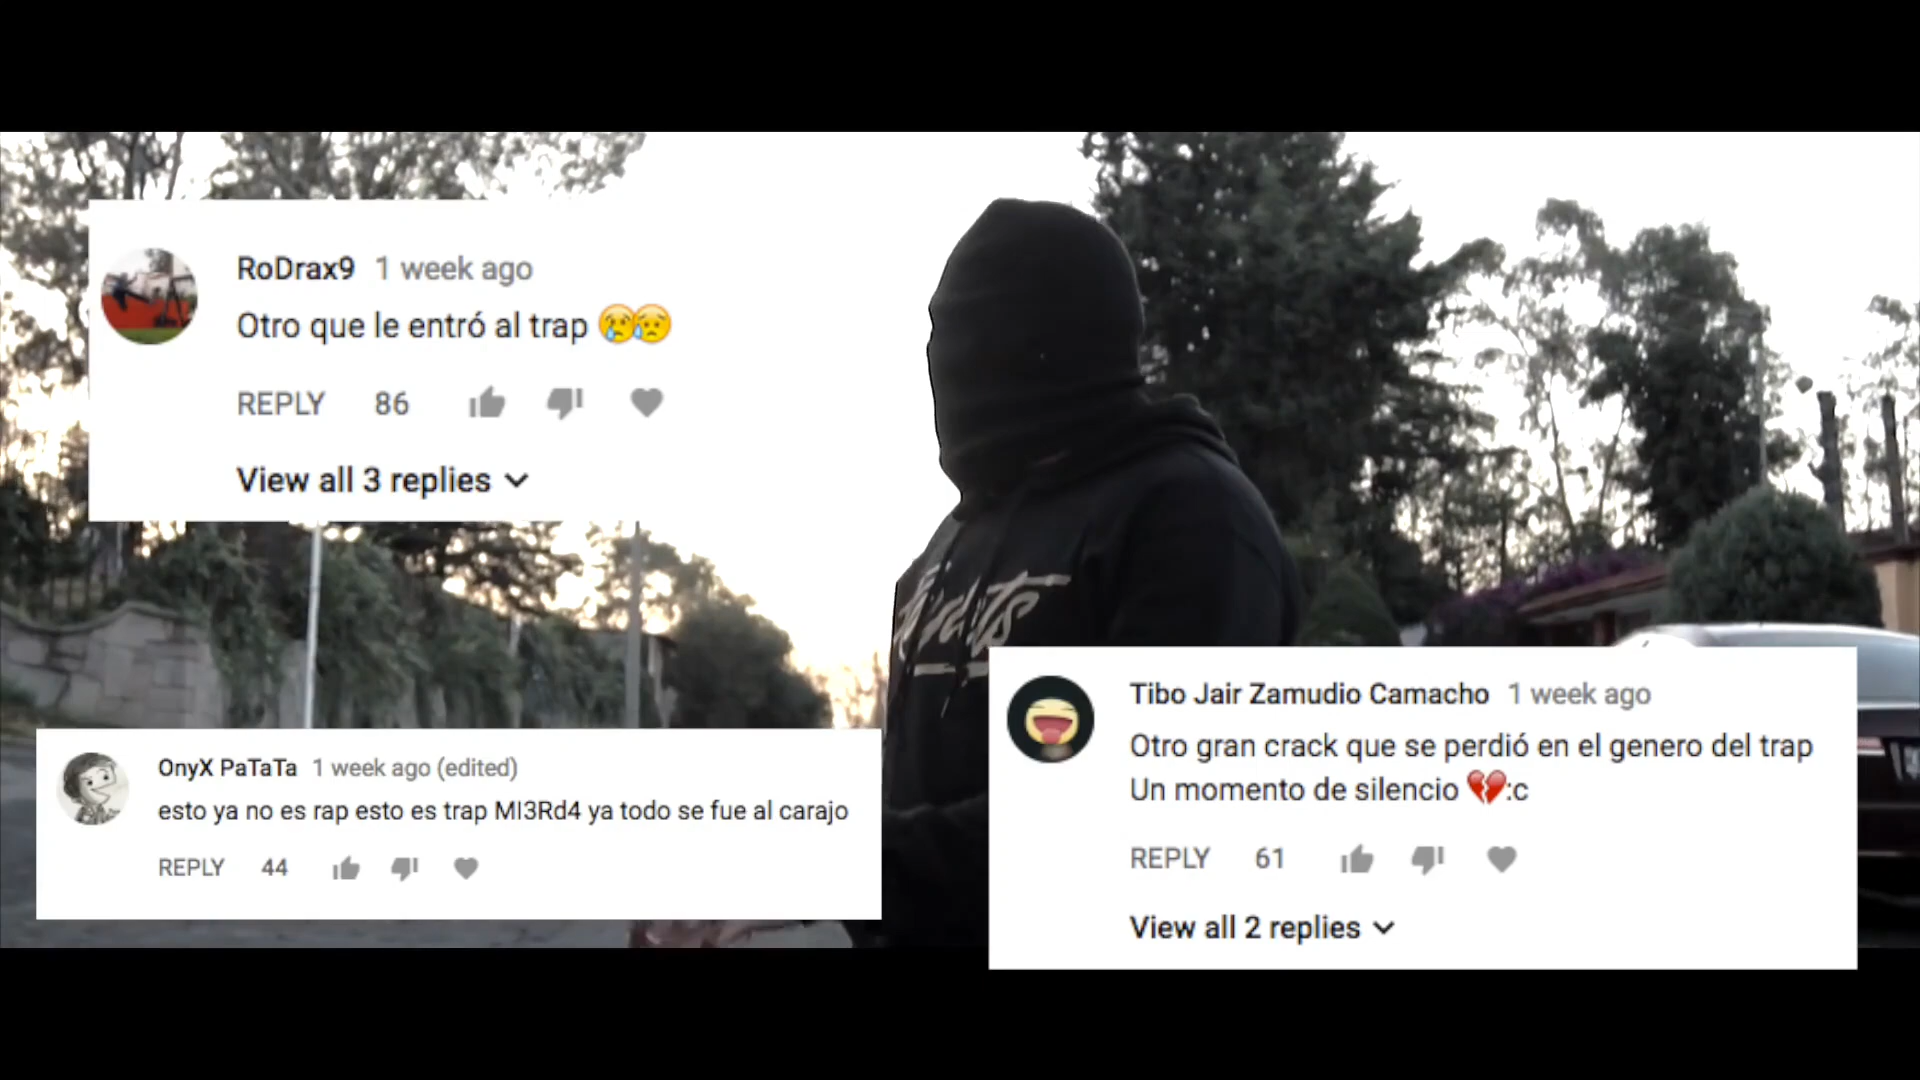 RoDrax9 1 week ago
Otro que le entró al trap 😢😥
REPLY 86
View all 3 replies
OnyX PaTaTa 1 week ago (edited)
esto ya no es rap esto es trap MI3Rd4 ya todo se fue al carajo
REPLY 44
Tibo Jair Zamudio Camacho 1 week ago
Otro gran crack que se perdió en el genero del trap
Un momento de silencio 💔:c
REPLY 61
View all 2 replies